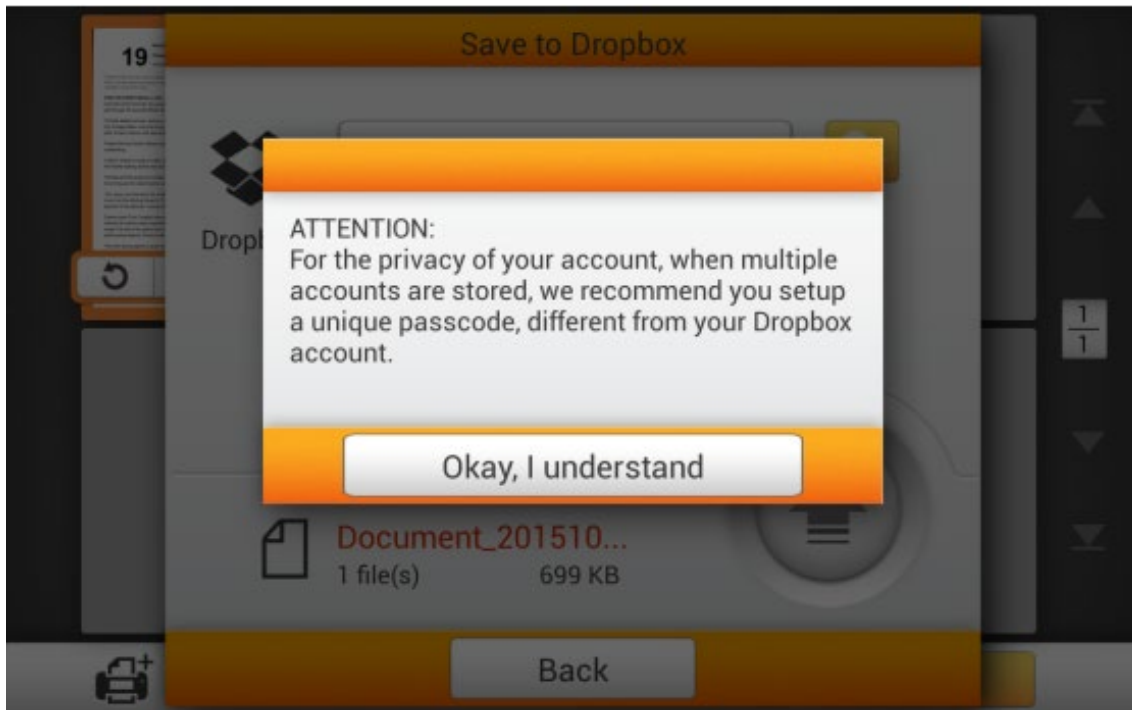 Save to Dropbox
19
ATTENTION:
For the privacy of your account, when multiple
accounts are stored, we recommend you setup
a unique passcode, different from your Dropbox
account.
1
1
Okay, I understand
Document_201510...
1 file(s) 699 KB
Back